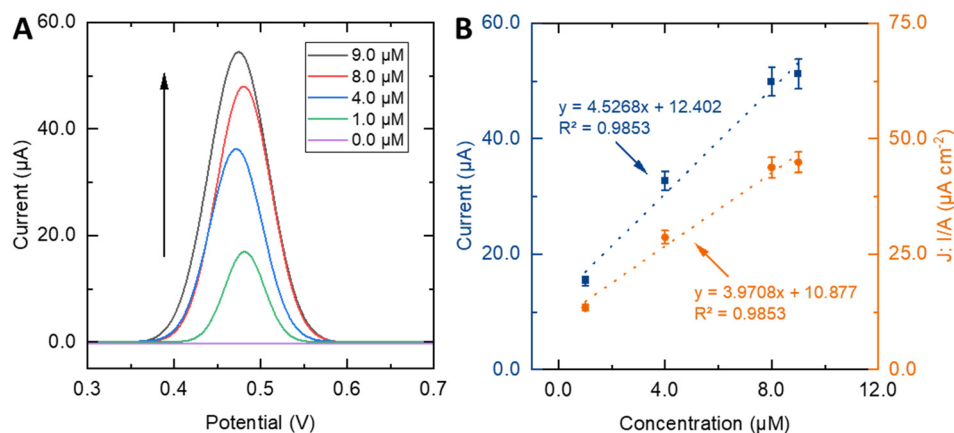 A
60.0
40.0
20.0
0.0
Current (µA)
9.0 µM
8.0 µM
4.0 µM
1.0 µM
0.0 µM
0.3 0.4 0.5 0.6 0.7
Potential (V)
B
60.0
40.0
20.0
0.0
Current (µA)
y = 4.5268x + 12.402
R² = 0.9853
y = 3.9708x + 10.877
R² = 0.9853
75.0
50.0
25.0
0.0
J: I/A (µA cm⁻²)
0.0 4.0 8.0 12.0
Concentration (µM)